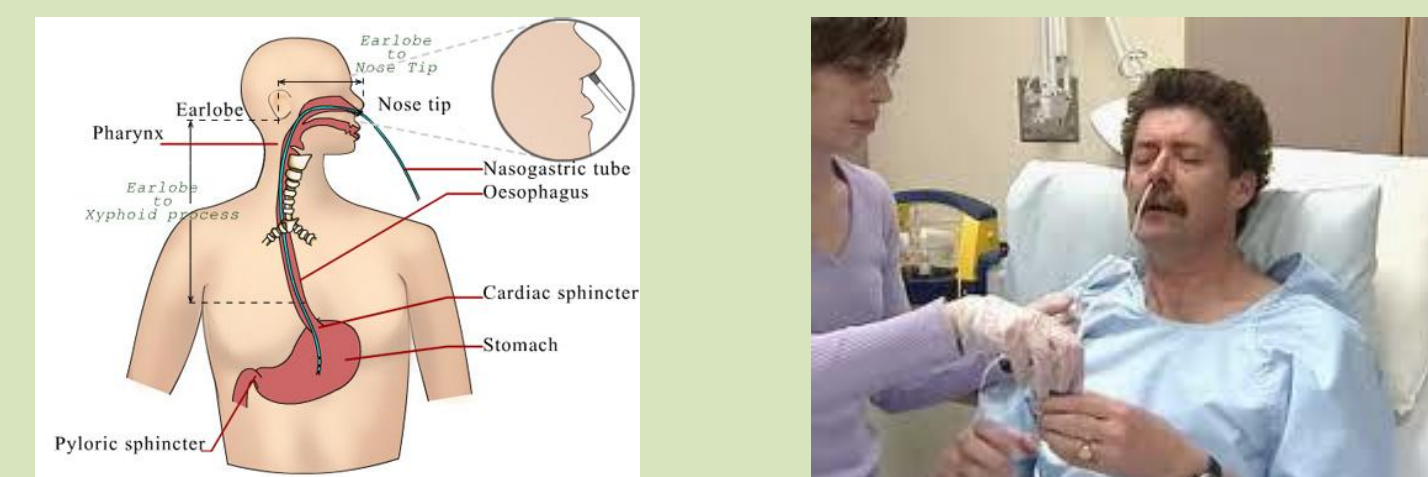 Earlobe
to
Nose Tip
Earlobe
Nose tip
Pharynx
Nasogastric tube
Earlobe
to
Xyphoid process
Oesophagus
Cardiac sphincter
Stomach
Pyloric sphincter